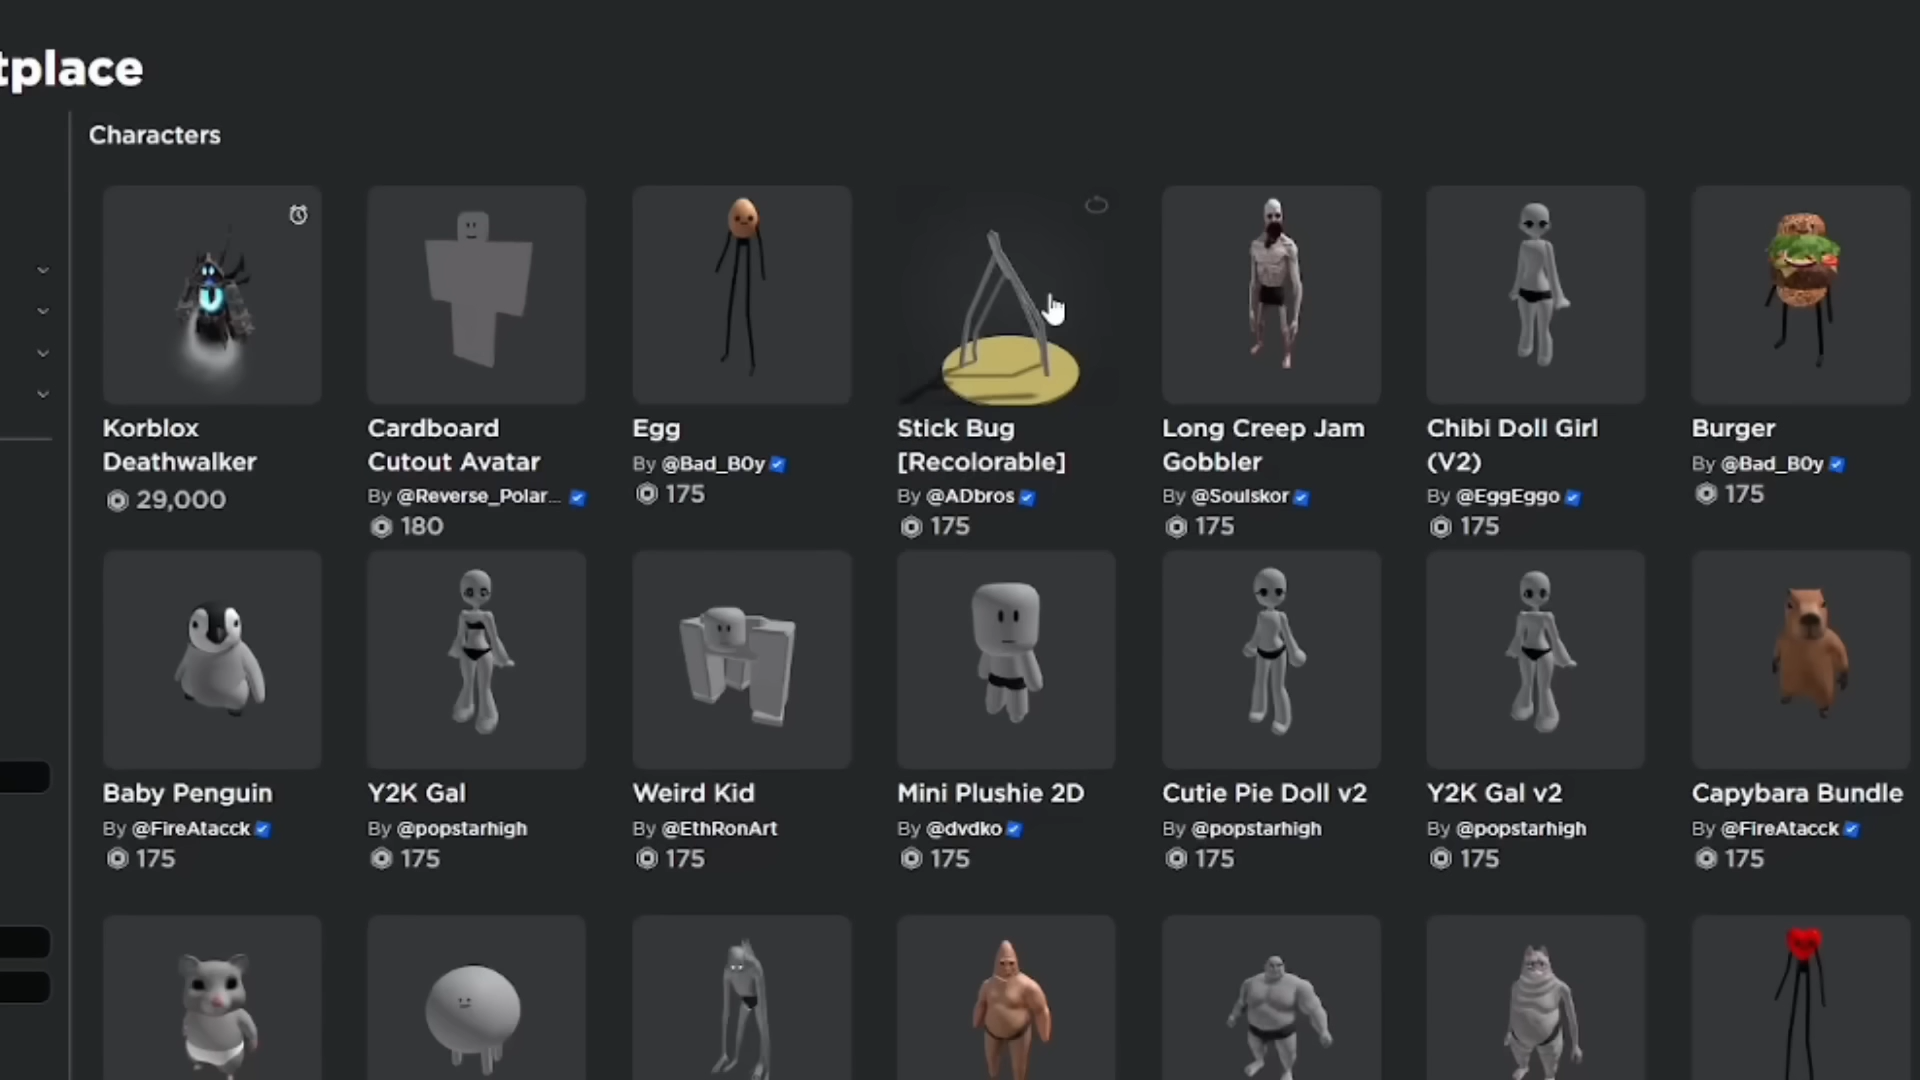 tplace
Characters
Korblox
Deathwalker
29,000
Cardboard
Cutout Avatar
By @Reverse_Polar...
180
Egg
By @Bad_B0y
175
Stick Bug
[Recolorable]
By @ADbros
175
Long Creep Jam
Gobbler
By @Soulskor
175
Chibi Doll Girl
(V2)
By @EggEggo
175
Burger
By @Bad_B0y
175
Baby Penguin
By @FireAtacck
175
Y2K Gal
By @popstarhigh
175
Weird Kid
By @EthRonArt
175
Mini Plushie 2D
By @dvdko
175
Cutie Pie Doll v2
By @popstarhigh
175
Y2K Gal v2
By @popstarhigh
175
Capybara Bundle
By @FireAtacck
175